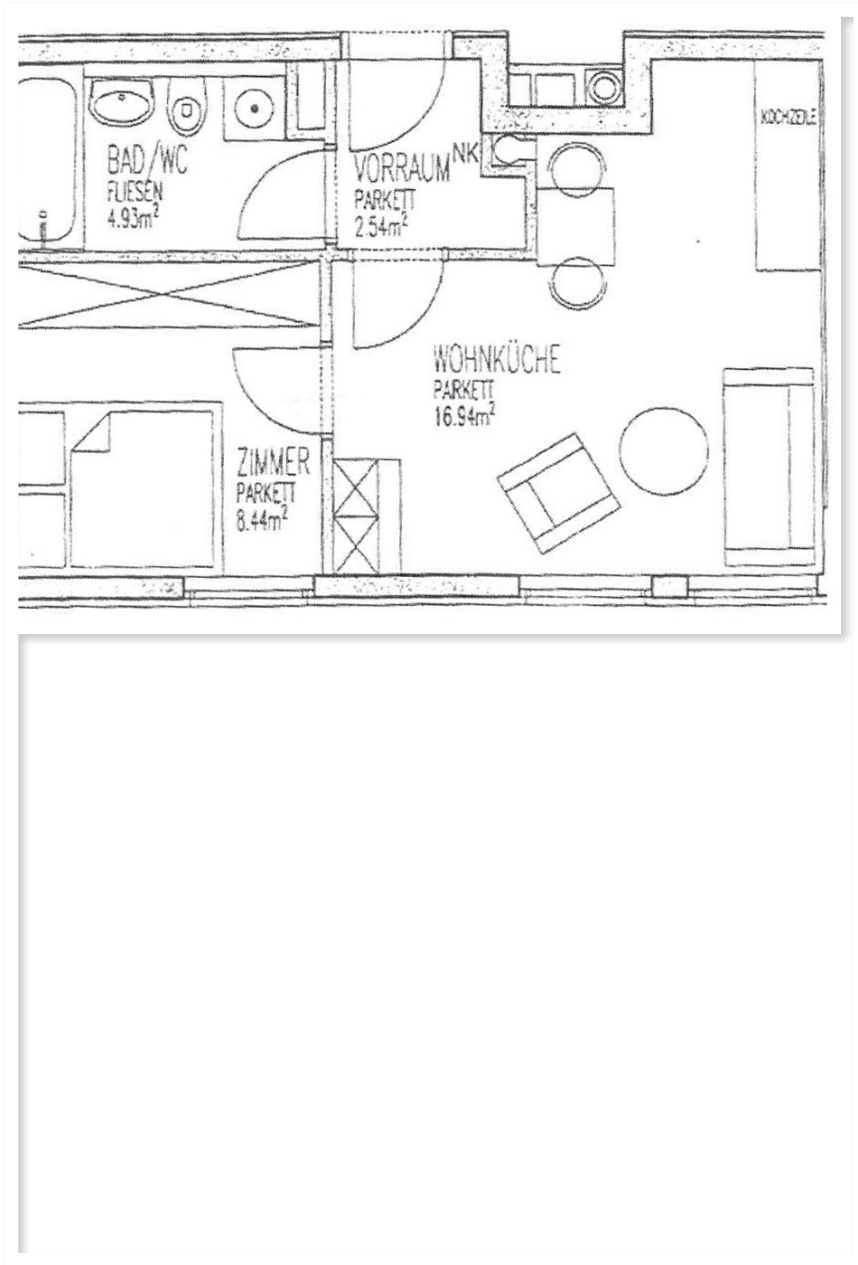 KOCHZEILE
BAD/WC
FLIESEN
4.93m²
VORRAUM
NK
PARKETT
2.54m²
WOHNKÜCHE
PARKETT
16.94m²
ZIMMER
PARKETT
8.44m²